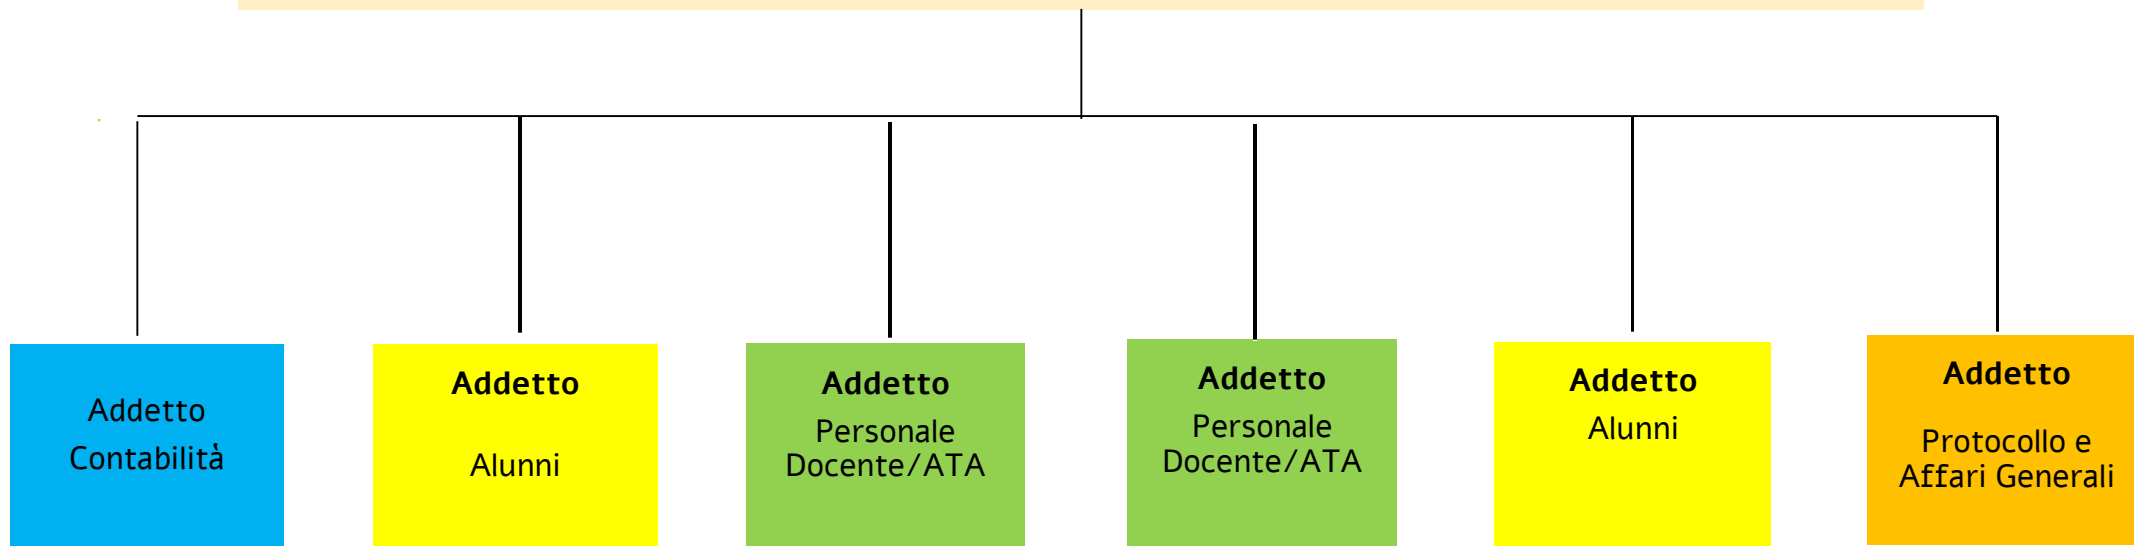 Addetto
Contabilità
Addetto
Alunni
Addetto
Personale
Docente/ATA
Addetto
Personale
Docente/ATA
Addetto
Alunni
Addetto
Protocollo e
Affari Generali